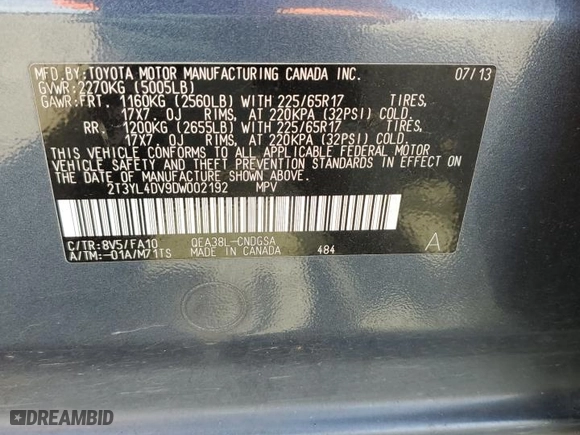 MFD.BY:TOYOTA MOTOR MANUFACTURING CANADA INC. 07/13
GVWR:2270KG (5005LB)
GAWR:FRT. 1160KG (2560LB) WITH 225/65R17 TIRES,
17X7. 0J RIMS, AT 220KPA (32PSI) COLD.
RR. 1200KG (2655LB) WITH 225/65R17 TIRES,
17X7. 0J RIMS, AT 220KPA (32PSI) COLD.
THIS VEHICLE CONFORMS TO ALL APPLICABLE FEDERAL MOTOR
VEHICLE SAFETY AND THEFT PREVENTION STANDARDS IN EFFECT ON
THE DATE OF MANUFACTURE SHOWN ABOVE.
2T3YL4DV9DW002192 MPV
C/TR:8V5/FA10 QEA38L-CNDGSA A
A/TM:-01A/M71TS MADE IN CANADA 484
DREAMBID